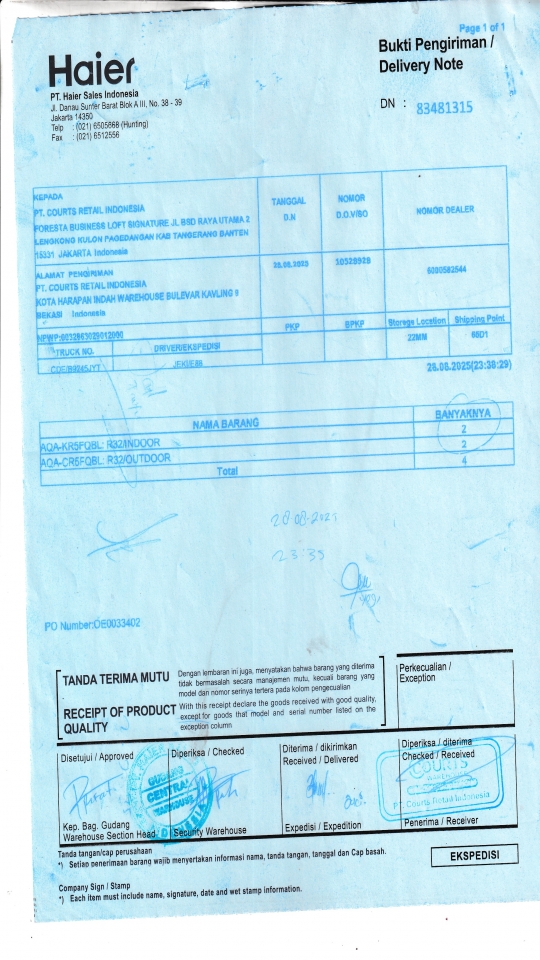 Page 1 of 1
Haier
Bukti Pengiriman /
Delivery Note
PT. Haier Sales Indonesia
Jl. Danau Sunter Barat Blok A III, No. 38 - 39
Jakarta 14350
Telp : (021) 6505668 (Hunting)
Fax : (021) 6512556
DN : 83481315
KEPADA
PT. COURTS RETAIL INDONESIA
FORESTA BUSINESS LOFT SIGNATURE JL BSD RAYA UTAMA 2
LENGKONG KULON PAGEDANGAN KAB TANGERANG BANTEN
15331 JAKARTA Indonesia
TANGGAL
D.N
NOMOR
D.O.V/SO
NOMOR DEALER
ALAMAT PENGIRIMAN
PT. COURTS RETAIL INDONESIA
KOTA HARAPAN INDAH WAREHOUSE BULEVAR KAVLING 9
BEKASI Indonesia
28.08.2025
10528928
6000582544
PKP
BPKP
Storage Location
Shipping Point
22MM
66D1
TRUCK NO.
DRIVER/EKSPEDISI
28.08.2025(23:38:29)
NAMA BARANG
BANYAKNYA
AQA-KR5FQBL: R32/INDOOR
2
AQA-CR5FQBL: R32/OUTDOOR
2
Total
4
23:39
PO Number:OE0033402
TANDA TERIMA MUTU
Dengan lembaran ini juga, menyatakan bahwa barang yang diterima
tidak bermasalah secara manajemen mutu, kecuali barang yang
model dan nomor serinya tertera pada kolom pengecualian
RECEIPT OF PRODUCT
QUALITY
With this receipt declare the goods received with good quality,
except for goods that model and serial number listed on the
exception column
Perkecualian /
Exception
Disetujui / Approved
Diperiksa / Checked
Diterima / dikirimkan
Received / Delivered
Diperiksa / diterima
Checked / Received
GUDANG
CENTRAL
WAREHOUSE
COURTS
PT. Courts Retail Indonesia
Kep. Bag. Gudang
Warehouse Section Head
Security Warehouse
Expedisi / Expedition
Penerima / Receiver
Tanda tangan/cap perusahaan
*) Setiap penerimaan barang wajib menyertakan informasi nama, tanda tangan, tanggal dan Cap basah.
EKSPEDISI
Company Sign / Stamp
*) Each item must include name, signature, date and wet stamp information.